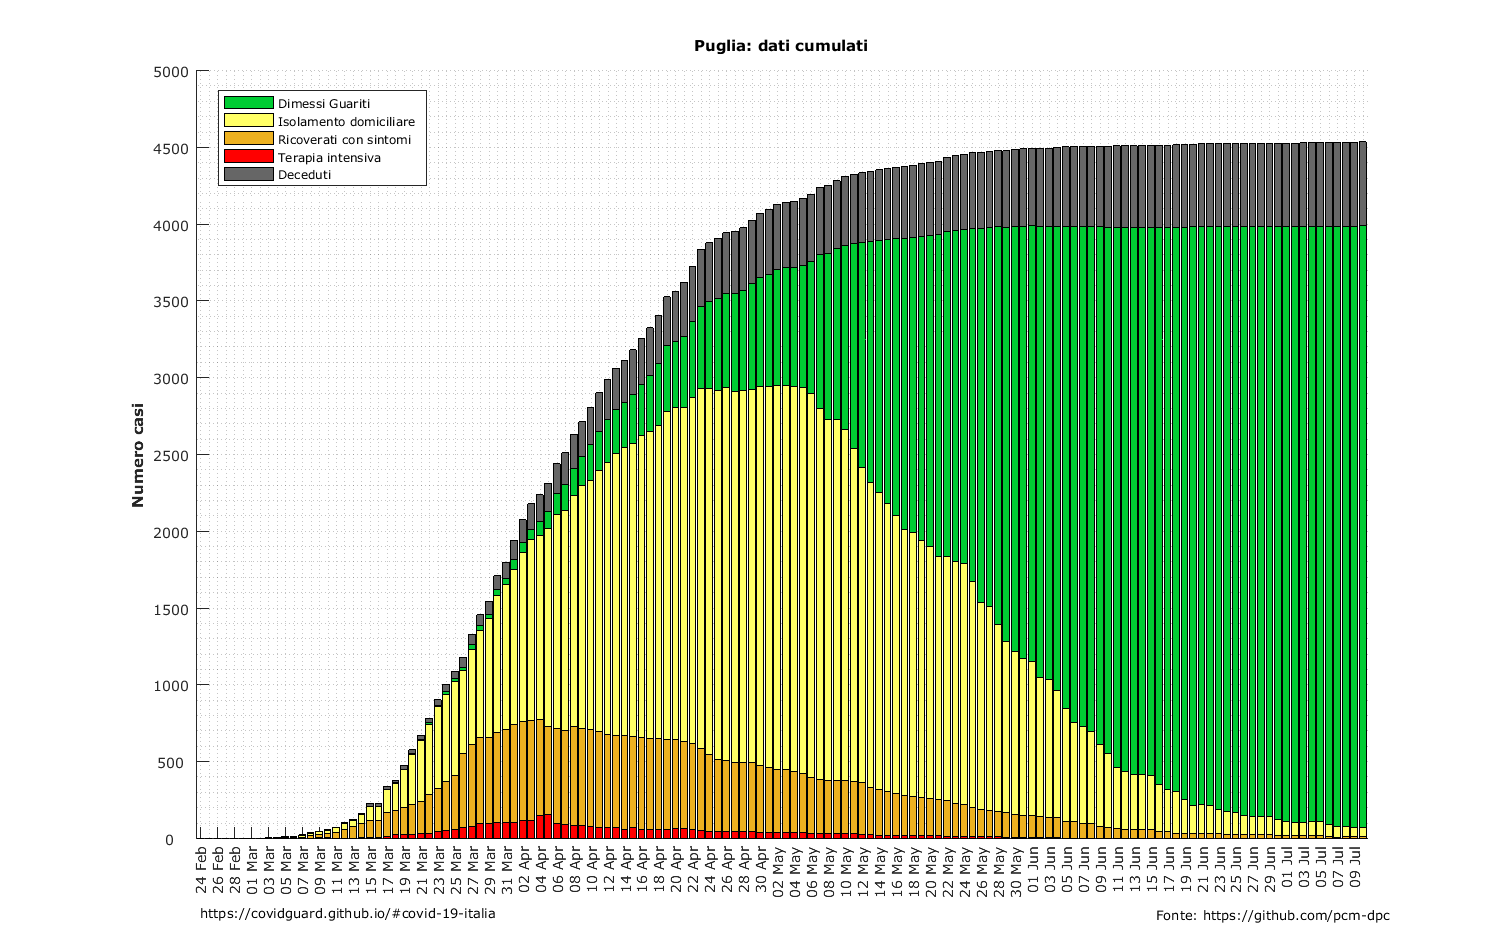 Puglia: dati cumulati
5000
4500
4000
3500
3000
2500
2000
1500
1000
500
0
Numero casi
Dimessi Guariti
Isolamento domiciliare
Ricoverati con sintomi
Terapia intensiva
Deceduti
24 Feb
26 Feb
28 Feb
01 Mar
03 Mar
05 Mar
07 Mar
09 Mar
11 Mar
13 Mar
15 Mar
17 Mar
19 Mar
21 Mar
23 Mar
25 Mar
27 Mar
29 Mar
31 Mar
02 Apr
04 Apr
06 Apr
08 Apr
10 Apr
12 Apr
14 Apr
16 Apr
18 Apr
20 Apr
22 Apr
24 Apr
26 Apr
28 Apr
30 Apr
02 May
04 May
06 May
08 May
10 May
12 May
14 May
16 May
18 May
20 May
22 May
24 May
26 May
28 May
30 May
01 Jun
03 Jun
05 Jun
07 Jun
09 Jun
11 Jun
13 Jun
15 Jun
17 Jun
19 Jun
21 Jun
23 Jun
25 Jun
27 Jun
29 Jun
01 Jul
03 Jul
05 Jul
07 Jul
09 Jul
https://covidguard.github.io/#covid-19-italia
Fonte: https://github.com/pcm-dpc